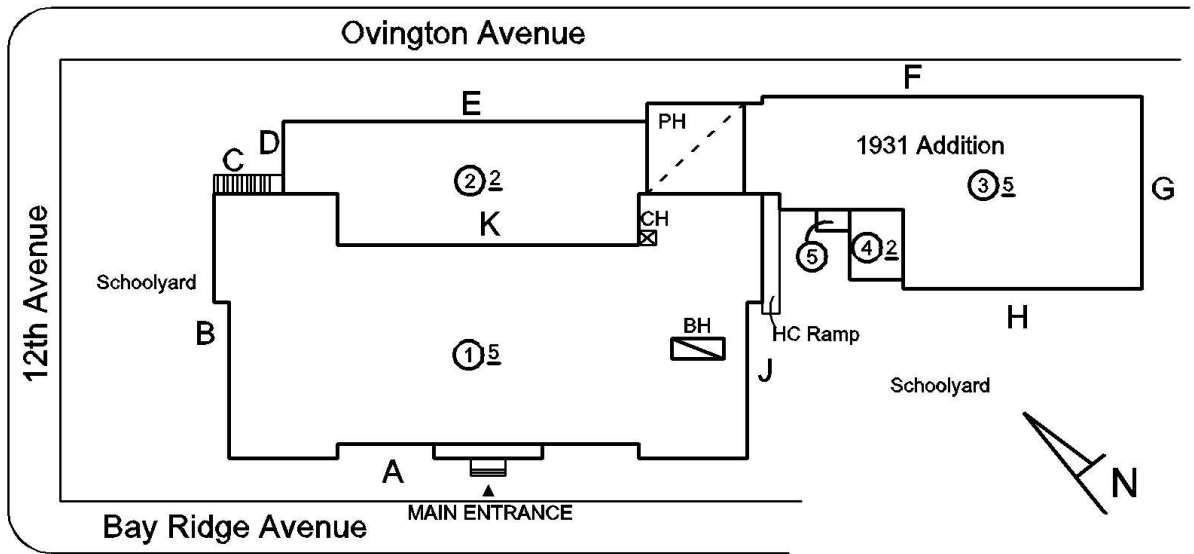 Ovington Avenue
F
E
PH
D
1931 Addition
C
2 2
3 5
G
CH
K
12th Avenue
5
4 2
Schoolyard
B
BH
HC Ramp
H
1 5
J
Schoolyard
A
N
MAIN ENTRANCE
Bay Ridge Avenue